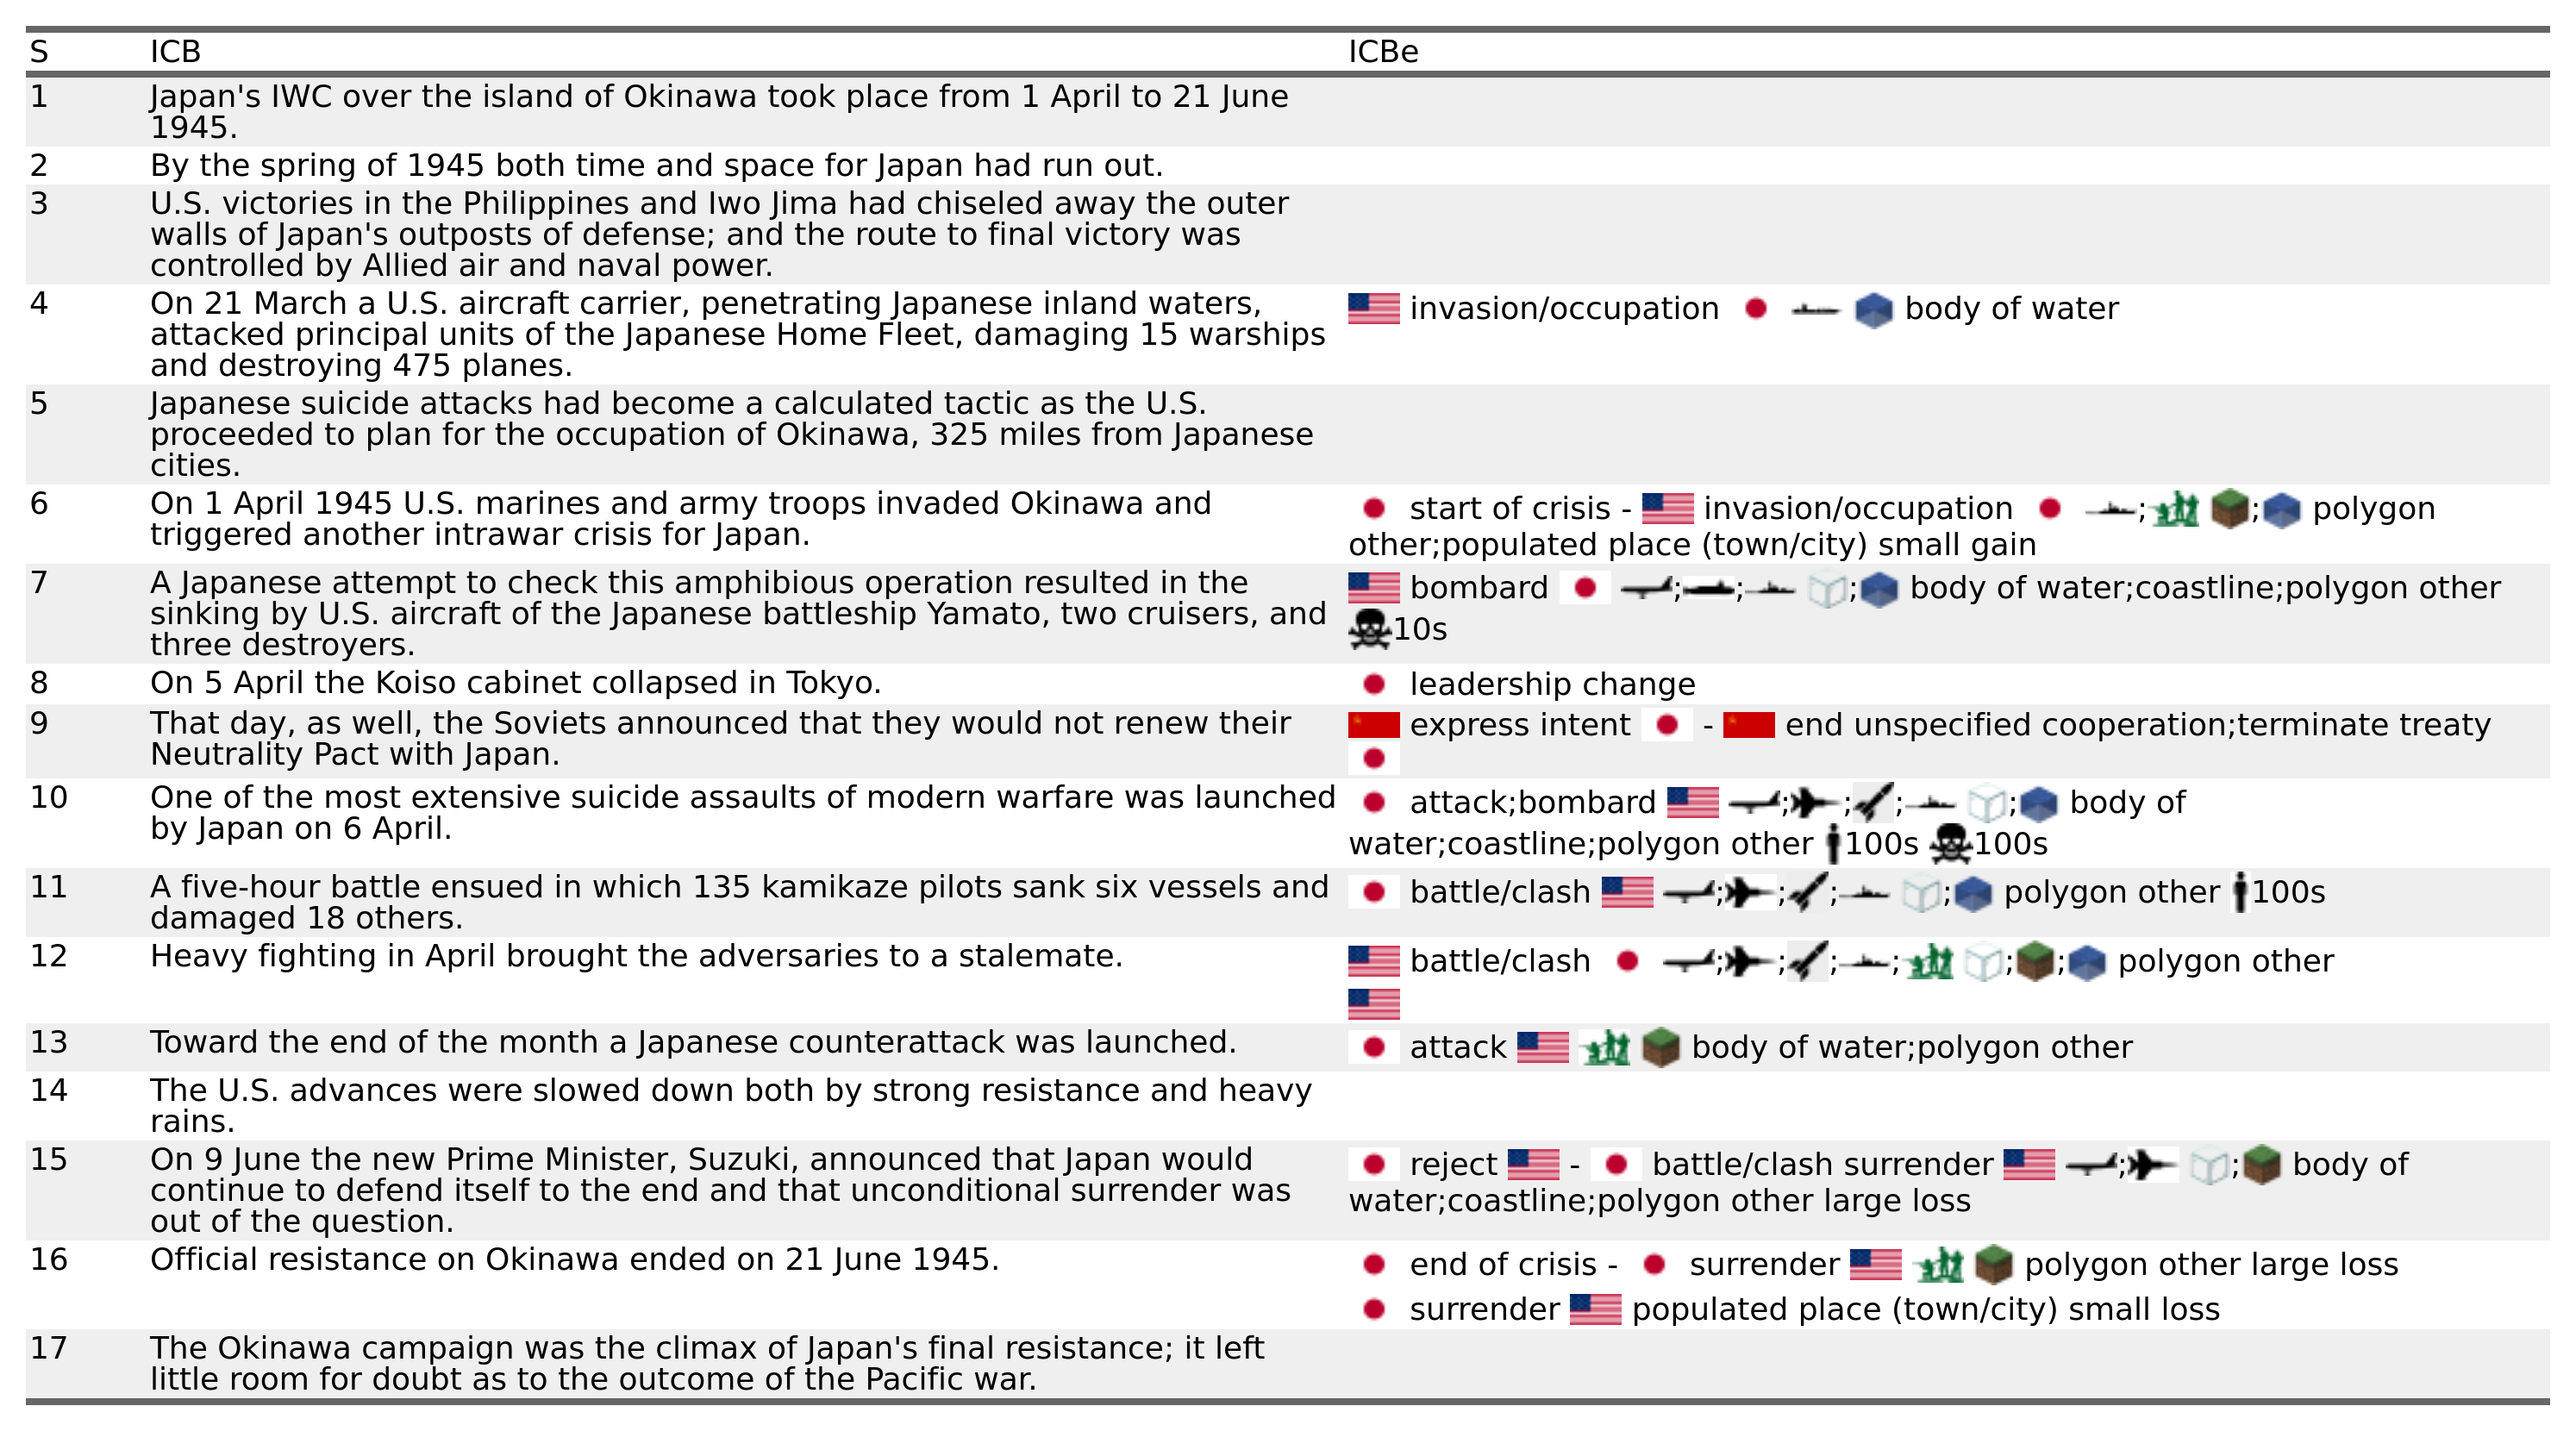 S ICB ICBe
1 Japan's IWC over the island of Okinawa took place from 1 April to 21 June
1945.
2 By the spring of 1945 both time and space for Japan had run out.
3 U.S. victories in the Philippines and Iwo Jima had chiseled away the outer
walls of Japan's outposts of defense; and the route to final victory was
controlled by Allied air and naval power.
4 On 21 March a U.S. aircraft carrier, penetrating Japanese inland waters,
attacked principal units of the Japanese Home Fleet, damaging 15 warships
and destroying 475 planes.
invasion/occupation body of water
5 Japanese suicide attacks had become a calculated tactic as the U.S.
proceeded to plan for the occupation of Okinawa, 325 miles from Japanese
cities.
6 On 1 April 1945 U.S. marines and army troops invaded Okinawa and
triggered another intrawar crisis for Japan.
start of crisis - invasion/occupation ; ; polygon
other;populated place (town/city) small gain
7 A Japanese attempt to check this amphibious operation resulted in the
sinking by U.S. aircraft of the Japanese battleship Yamato, two cruisers, and
three destroyers.
bombard ; ; ; body of water;coastline;polygon other
10s
8 On 5 April the Koiso cabinet collapsed in Tokyo.
leadership change
9 That day, as well, the Soviets announced that they would not renew their
Neutrality Pact with Japan.
express intent - end unspecified cooperation;terminate treaty
10 One of the most extensive suicide assaults of modern warfare was launched
by Japan on 6 April.
attack;bombard ; ; ; ; body of
water;coastline;polygon other 100s 100s
11 A five-hour battle ensued in which 135 kamikaze pilots sank six vessels and
damaged 18 others.
battle/clash ; ; ; ; polygon other 100s
12 Heavy fighting in April brought the adversaries to a stalemate.
battle/clash ; ; ; ; ; ; polygon other
13 Toward the end of the month a Japanese counterattack was launched.
attack body of water;polygon other
14 The U.S. advances were slowed down both by strong resistance and heavy
rains.
15 On 9 June the new Prime Minister, Suzuki, announced that Japan would
continue to defend itself to the end and that unconditional surrender was
out of the question.
reject - battle/clash surrender ; ; body of
water;coastline;polygon other large loss
16 Official resistance on Okinawa ended on 21 June 1945.
end of crisis - surrender polygon other large loss
surrender populated place (town/city) small loss
17 The Okinawa campaign was the climax of Japan's final resistance; it left
little room for doubt as to the outcome of the Pacific war.